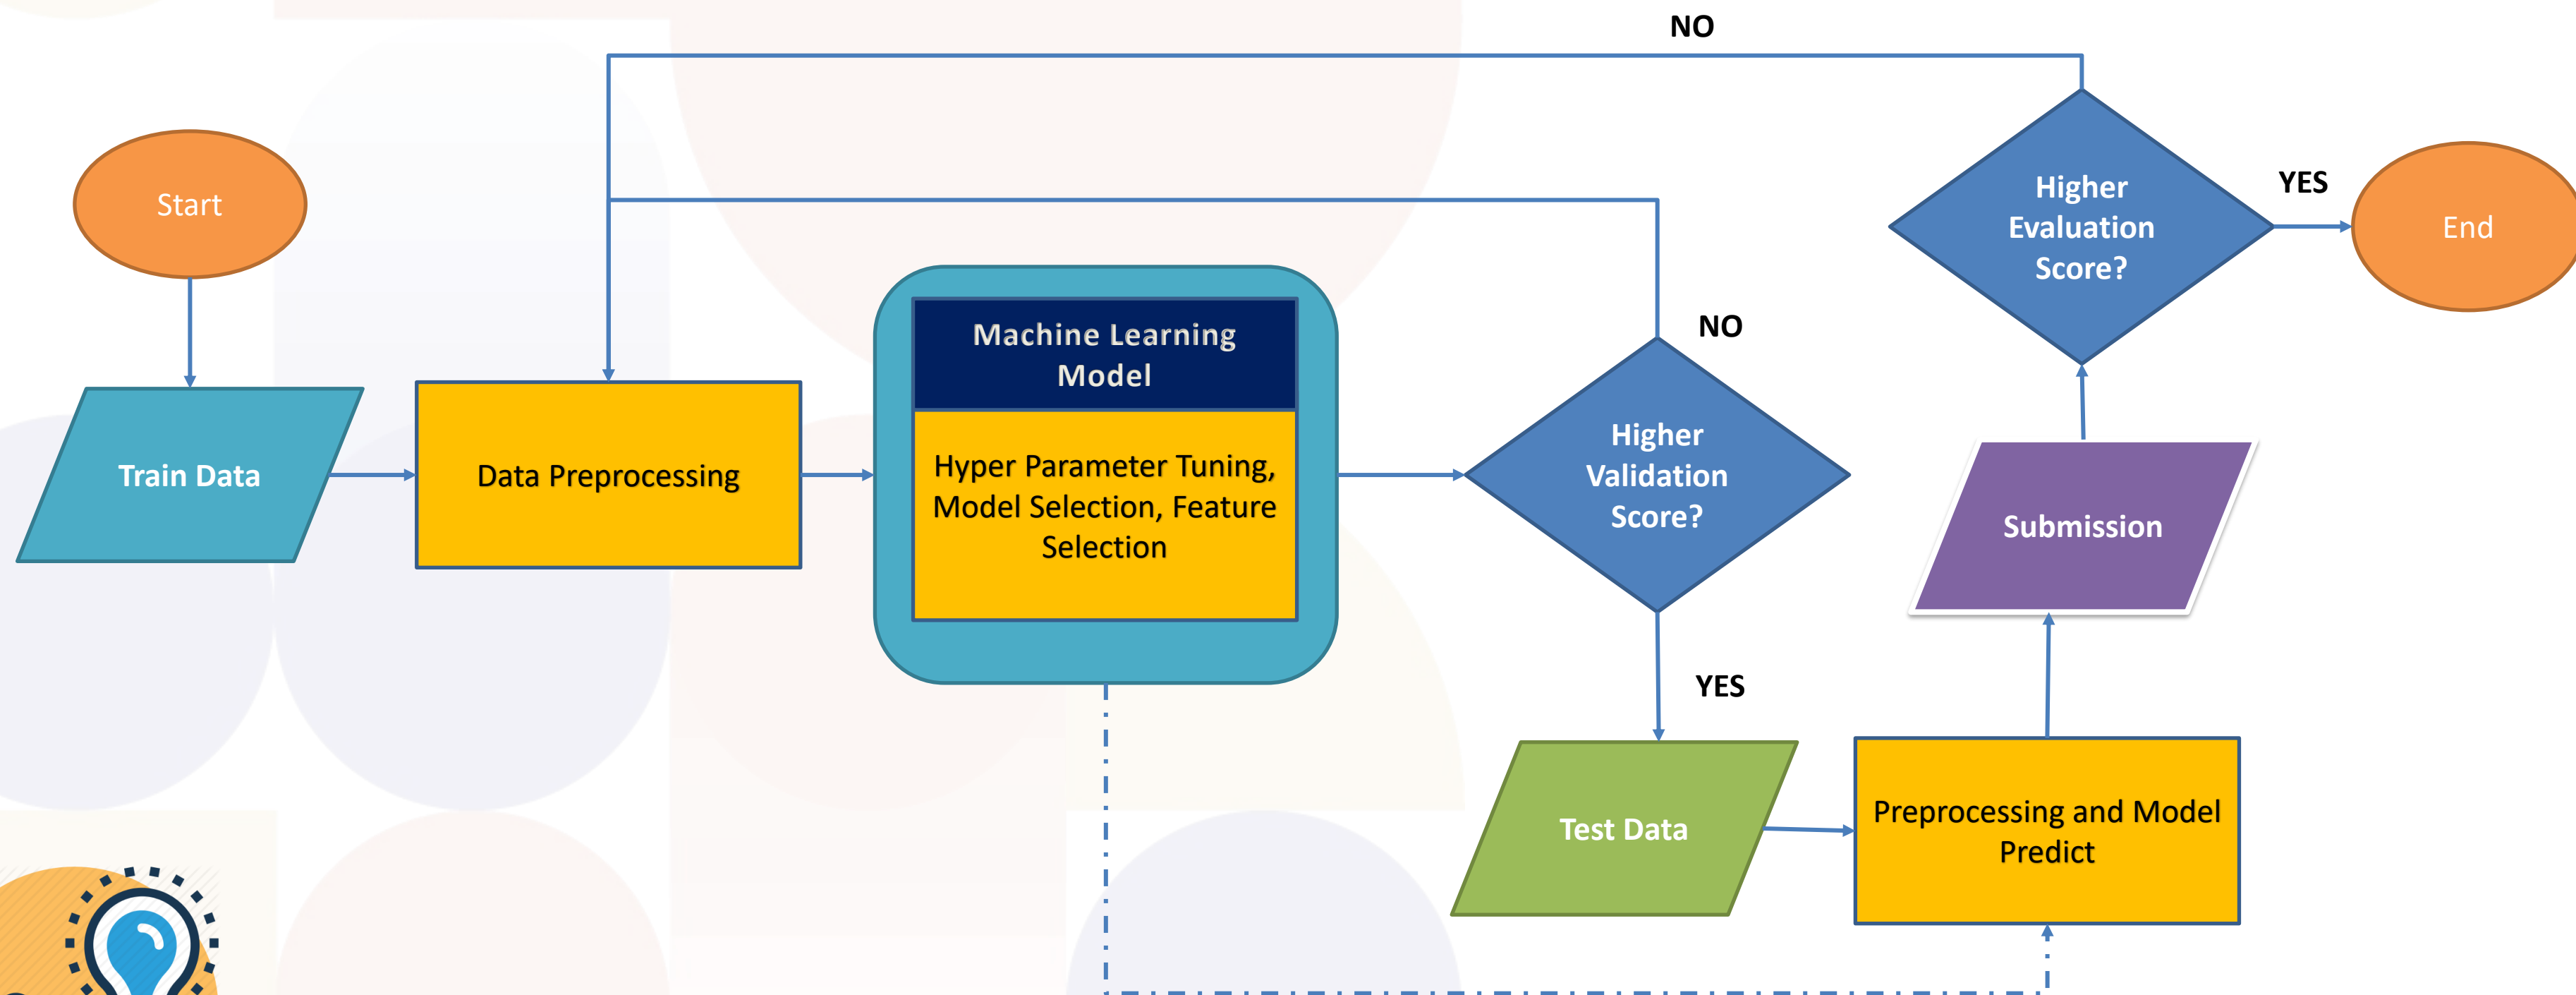 NO
Start
Higher
Evaluation
Score?
YES
End
Machine Learning
Model
NO
Train Data
Data Preprocessing
Hyper Parameter Tuning,
Model Selection, Feature
Selection
Higher
Validation
Score?
Submission
YES
Test Data
Preprocessing and Model
Predict